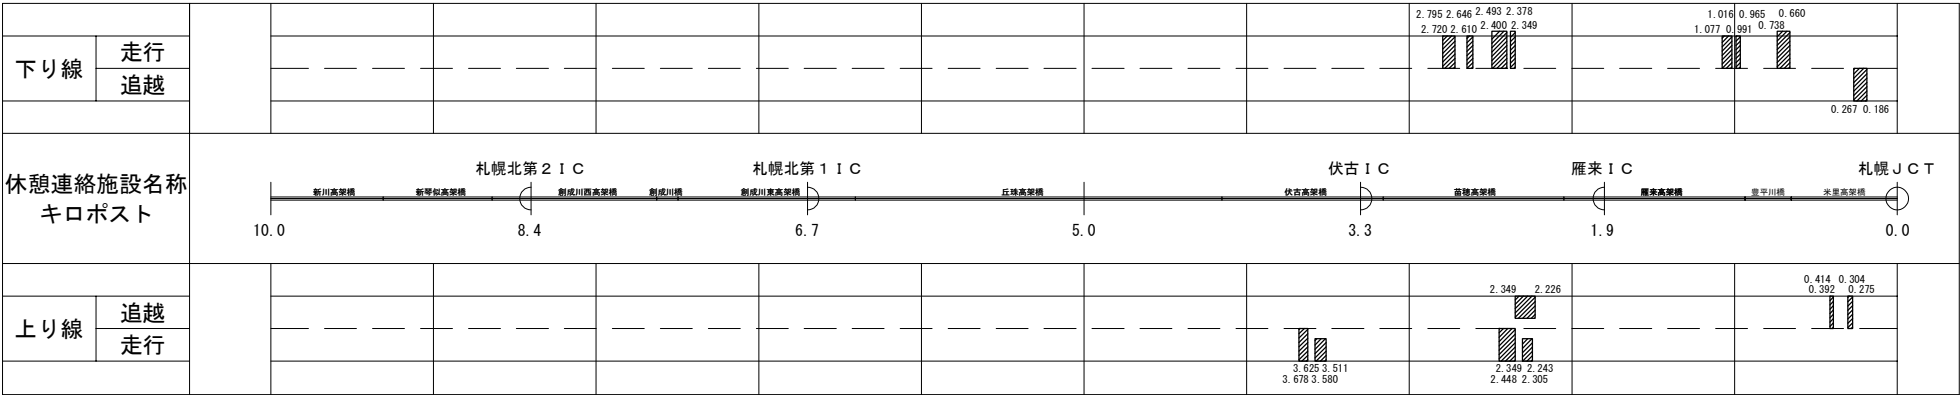 2.795 2.646 2.493 2.378
2.720 2.610 2.400 2.349
1.016 0.965 0.660
1.077 0.991 0.738
下り線
走行
追越
0.267 0.186
休憩連絡施設名称
キロポスト
札幌北第2IC
札幌北第1IC
伏古IC
雁来IC
札幌JCT
新川高架橋
新琴似高架橋
創成川西高架橋
創成川橋
創成川東高架橋
丘珠高架橋
伏古高架橋
苗穂高架橋
雁来高架橋
豊平川橋
米里高架橋
10.0
8.4
6.7
5.0
3.3
1.9
0.0
上り線
追越
走行
2.349 2.226
0.414 0.304
0.392 0.275
3.625 3.511
3.678 3.580
2.349 2.243
2.448 2.305